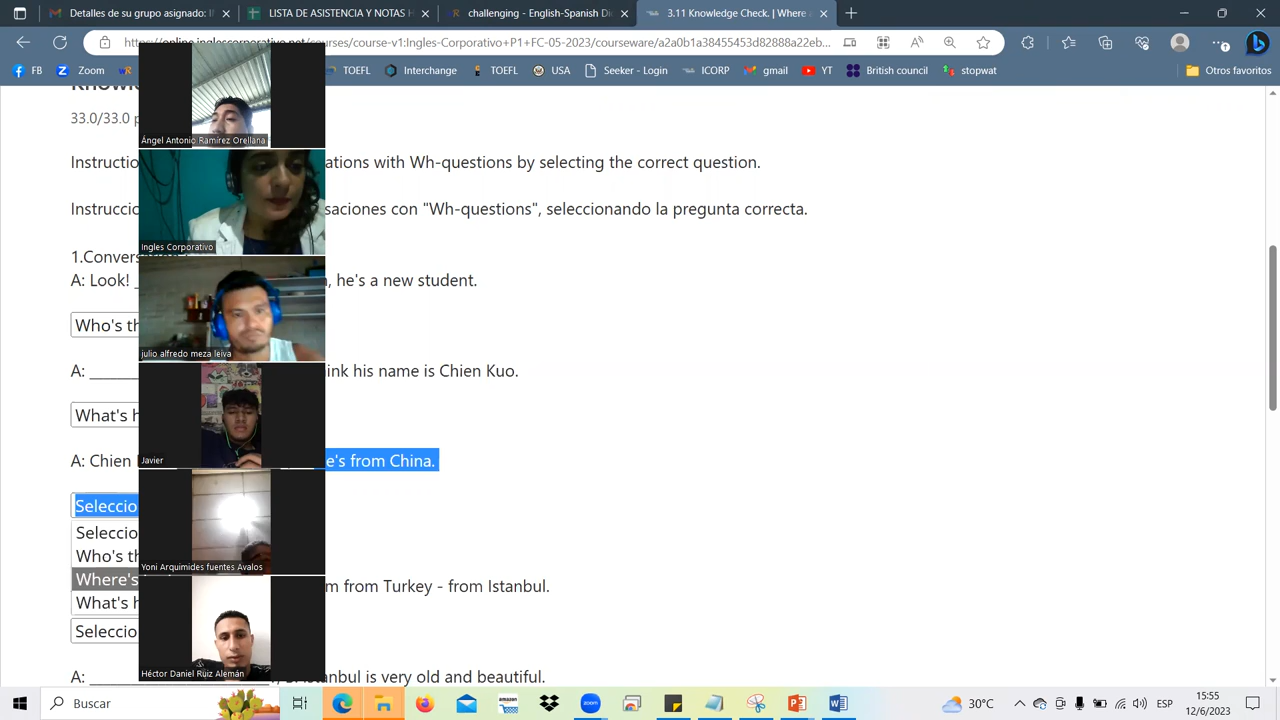 LISTA DE ASISTENCIA Y NOTAS H
challenging - English-Spanish Di
3.11 Knowledge Check. | Where a
FB
Zoom
TOEFL
Interchange
TOEFL
USA
Seeker - Login
ICORP
gmail
YT
British council
stopwat
Otros favoritos
33.0/33.0 p
Instructio
ations with Wh-questions by selecting the correct question.
Instruccio
saciones con "Wh-questions", seleccionando la pregunta correcta.
1.Convers
A: Look! _
, he's a new student.
Who's th
A: ______
ink his name is Chien Kuo.
What's h
A: Chien
e's from China.
Seleccio
Seleccio
Who's th
Where's
m from Turkey - from Istanbul.
What's h
Seleccio
A: ____________________, B: Istanbul is very old and beautiful.
Ángel Antonio Ramírez Orellana
Ingles Corporativo
julio alfredo meza leiva
Javier
Yoni Arquimides fuentes Avalos
Héctor Daniel Ruiz Alemán
Buscar
amazon
zoom
30°C
ESP
15:55
12/6/2023